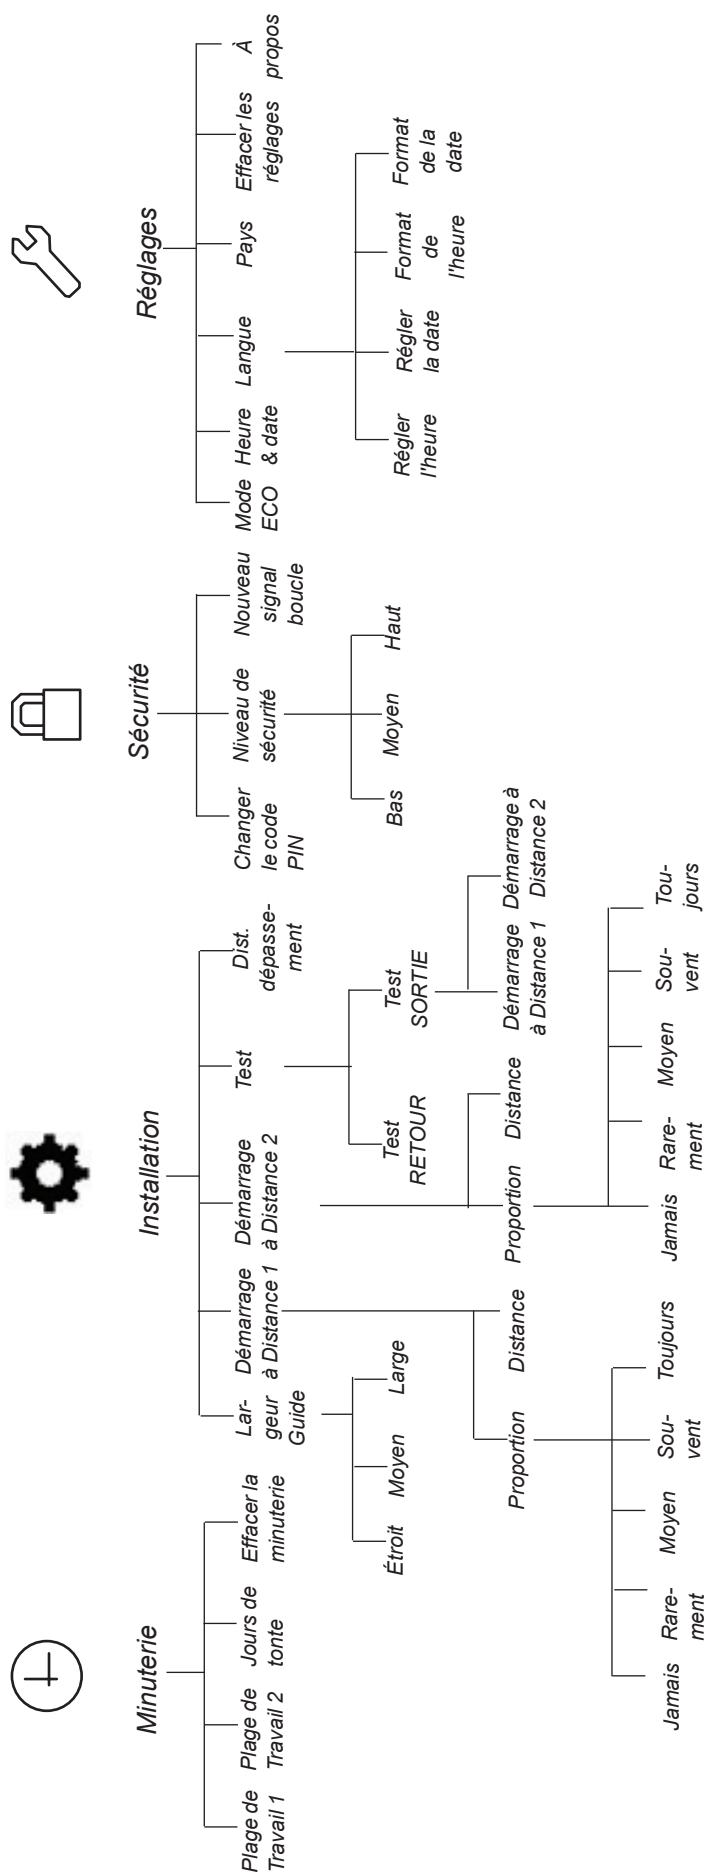 Minuterie
Plage de
Travail 1
Plage de
Travail 2
Jours de
tonte
Effacer la
minuterie
Installation
Lar-
geur
Guide
Étroit
Moyen
Large
Démarrage
à Distance 1
Proportion
Jamais
Rare-
ment
Moyen
Sou-
vent
Toujours
Distance
Démarrage
à Distance 2
Proportion
Jamais
Rare-
ment
Moyen
Sou-
vent
Tou-
jours
Distance
Test
Test
RETOUR
Test
SORTIE
Démarrage
à Distance 1
Démarrage à
Distance 2
Dist.
dépasse-
ment
Sécurité
Changer
le code
PIN
Niveau de
sécurité
Bas
Moyen
Haut
Nouveau
signal
boucle
Réglages
Mode
ECO
Heure
& date
Langue
Régler
l'heure
Régler
la date
Format
de
l'heure
Format
de la
date
Pays
Effacer les
réglages
À
propos